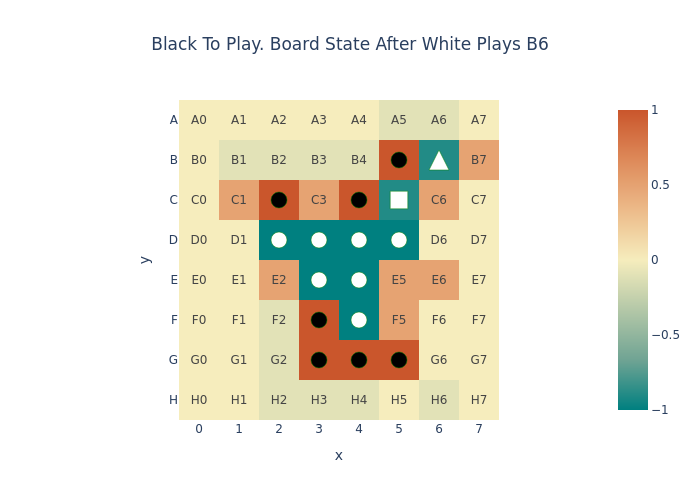 Black To Play. Board State After White Plays B6
A A0 A1 A2 A3 A4 A5 A6 A7
B B0 B1 B2 B3 B4 B7
C C0 C1 C3 C6 C7
D D0 D1 D6 D7
E E0 E1 E2 E5 E6 E7
F F0 F1 F2 F5 F6 F7
G G0 G1 G2 G6 G7
H H0 H1 H2 H3 H4 H5 H6 H7
0 1 2 3 4 5 6 7
x
y
1
0.5
0
−0.5
−1